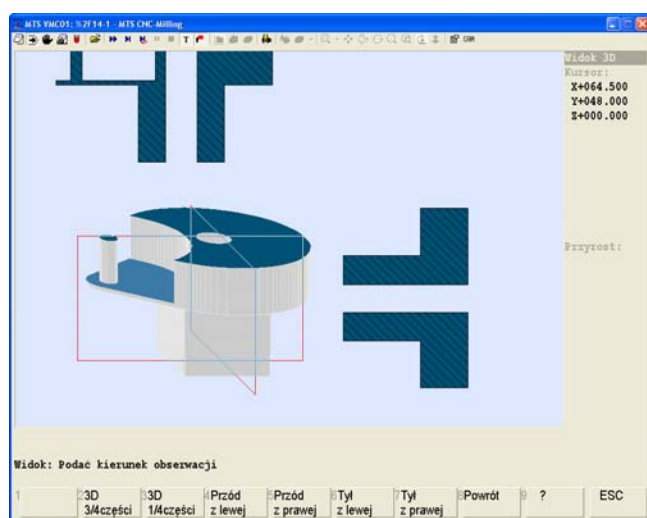 MTS VMC01: %2F14-1 - MTS CNC-Milling
Widok 3D
Kursor:
X+064.500
Y+048.000
Z+000.000
Przyrost:
Widok: Podać kierunek obserwacji
1
2 3D 3/4części
3 3D 1/4części
4 Przód z lewej
5 Przód z prawej
6 Tył z lewej
7 Tył z prawej
8 Powrót
9 ?
ESC